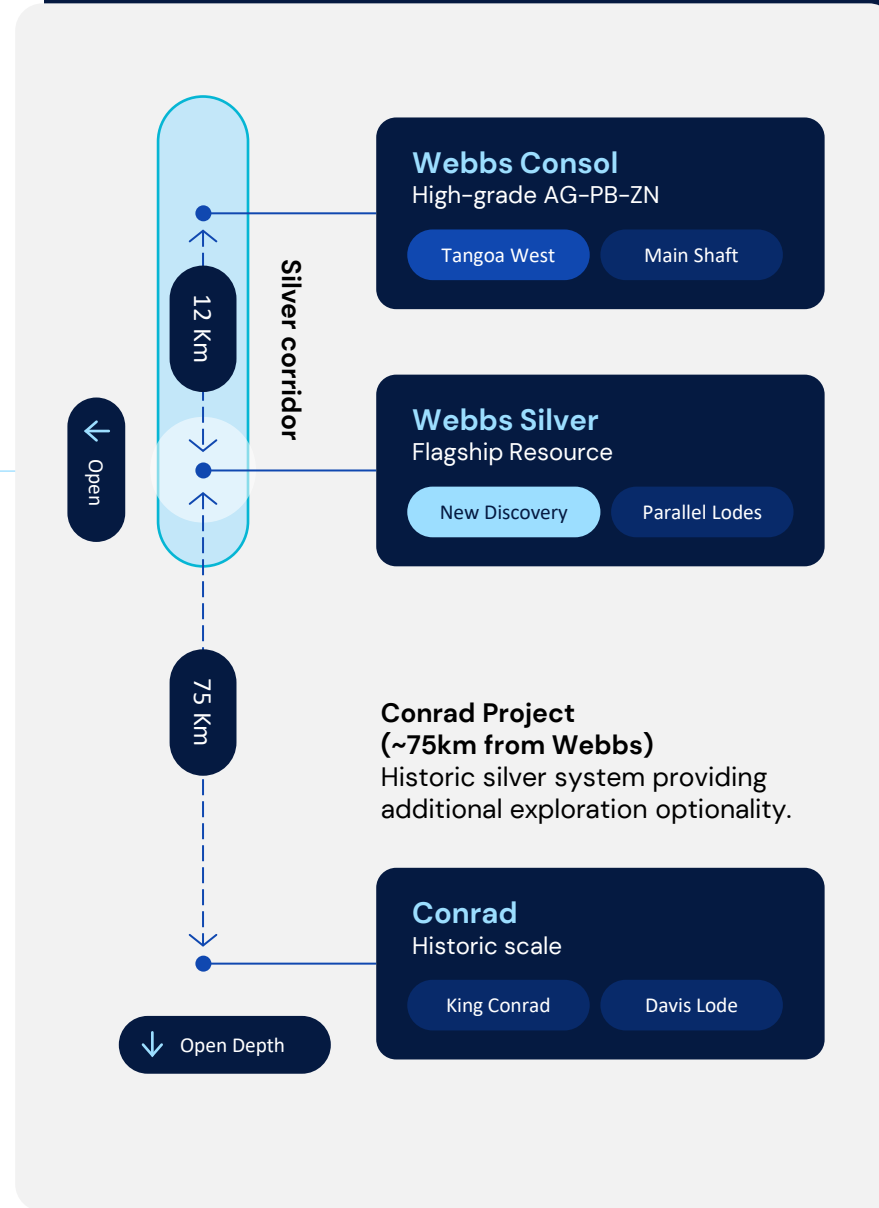 Webbs Consol
High-grade AG-PB-ZN
Tangoa West
Main Shaft
12 Km
Silver corridor
Open
Webbs Silver
Flagship Resource
New Discovery
Parallel Lodes
75 Km
Conrad Project
(~75km from Webbs)
Historic silver system providing
additional exploration optionality.
Conrad
Historic scale
King Conrad
Davis Lode
Open Depth